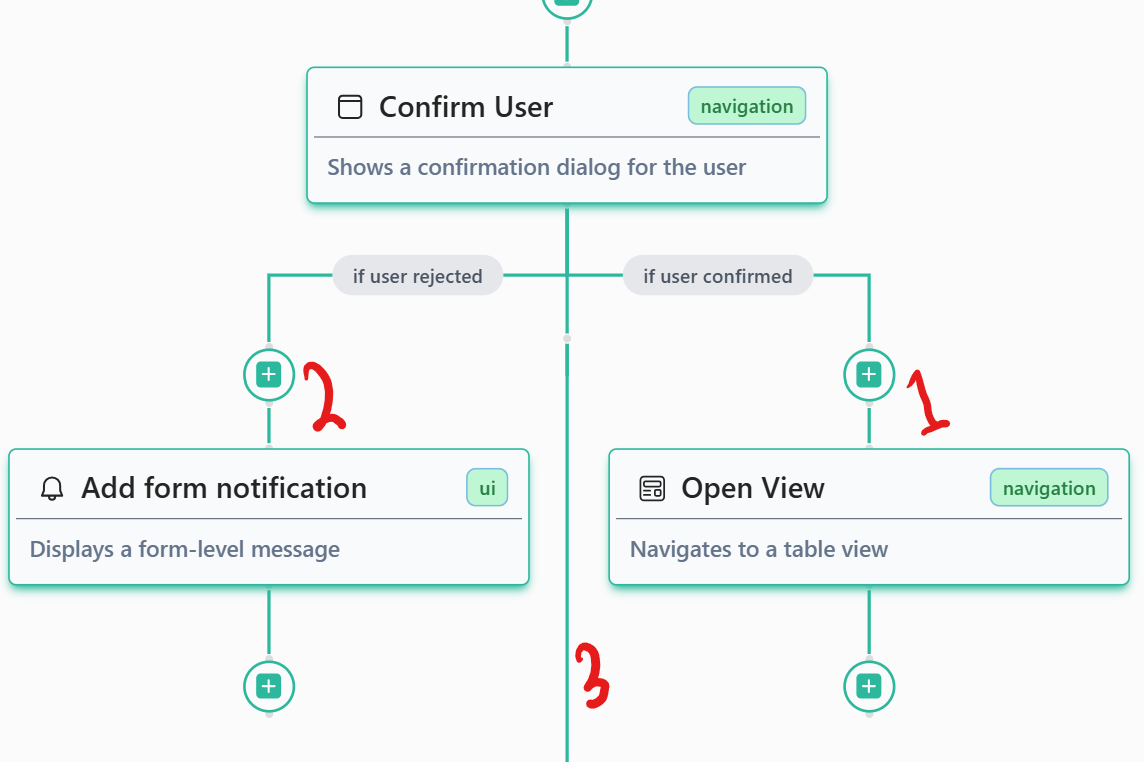 Confirm User
navigation
Shows a confirmation dialog for the user
if user rejected
if user confirmed
2
1
Add form notification
ui
Open View
navigation
Displays a form-level message
Navigates to a table view
3